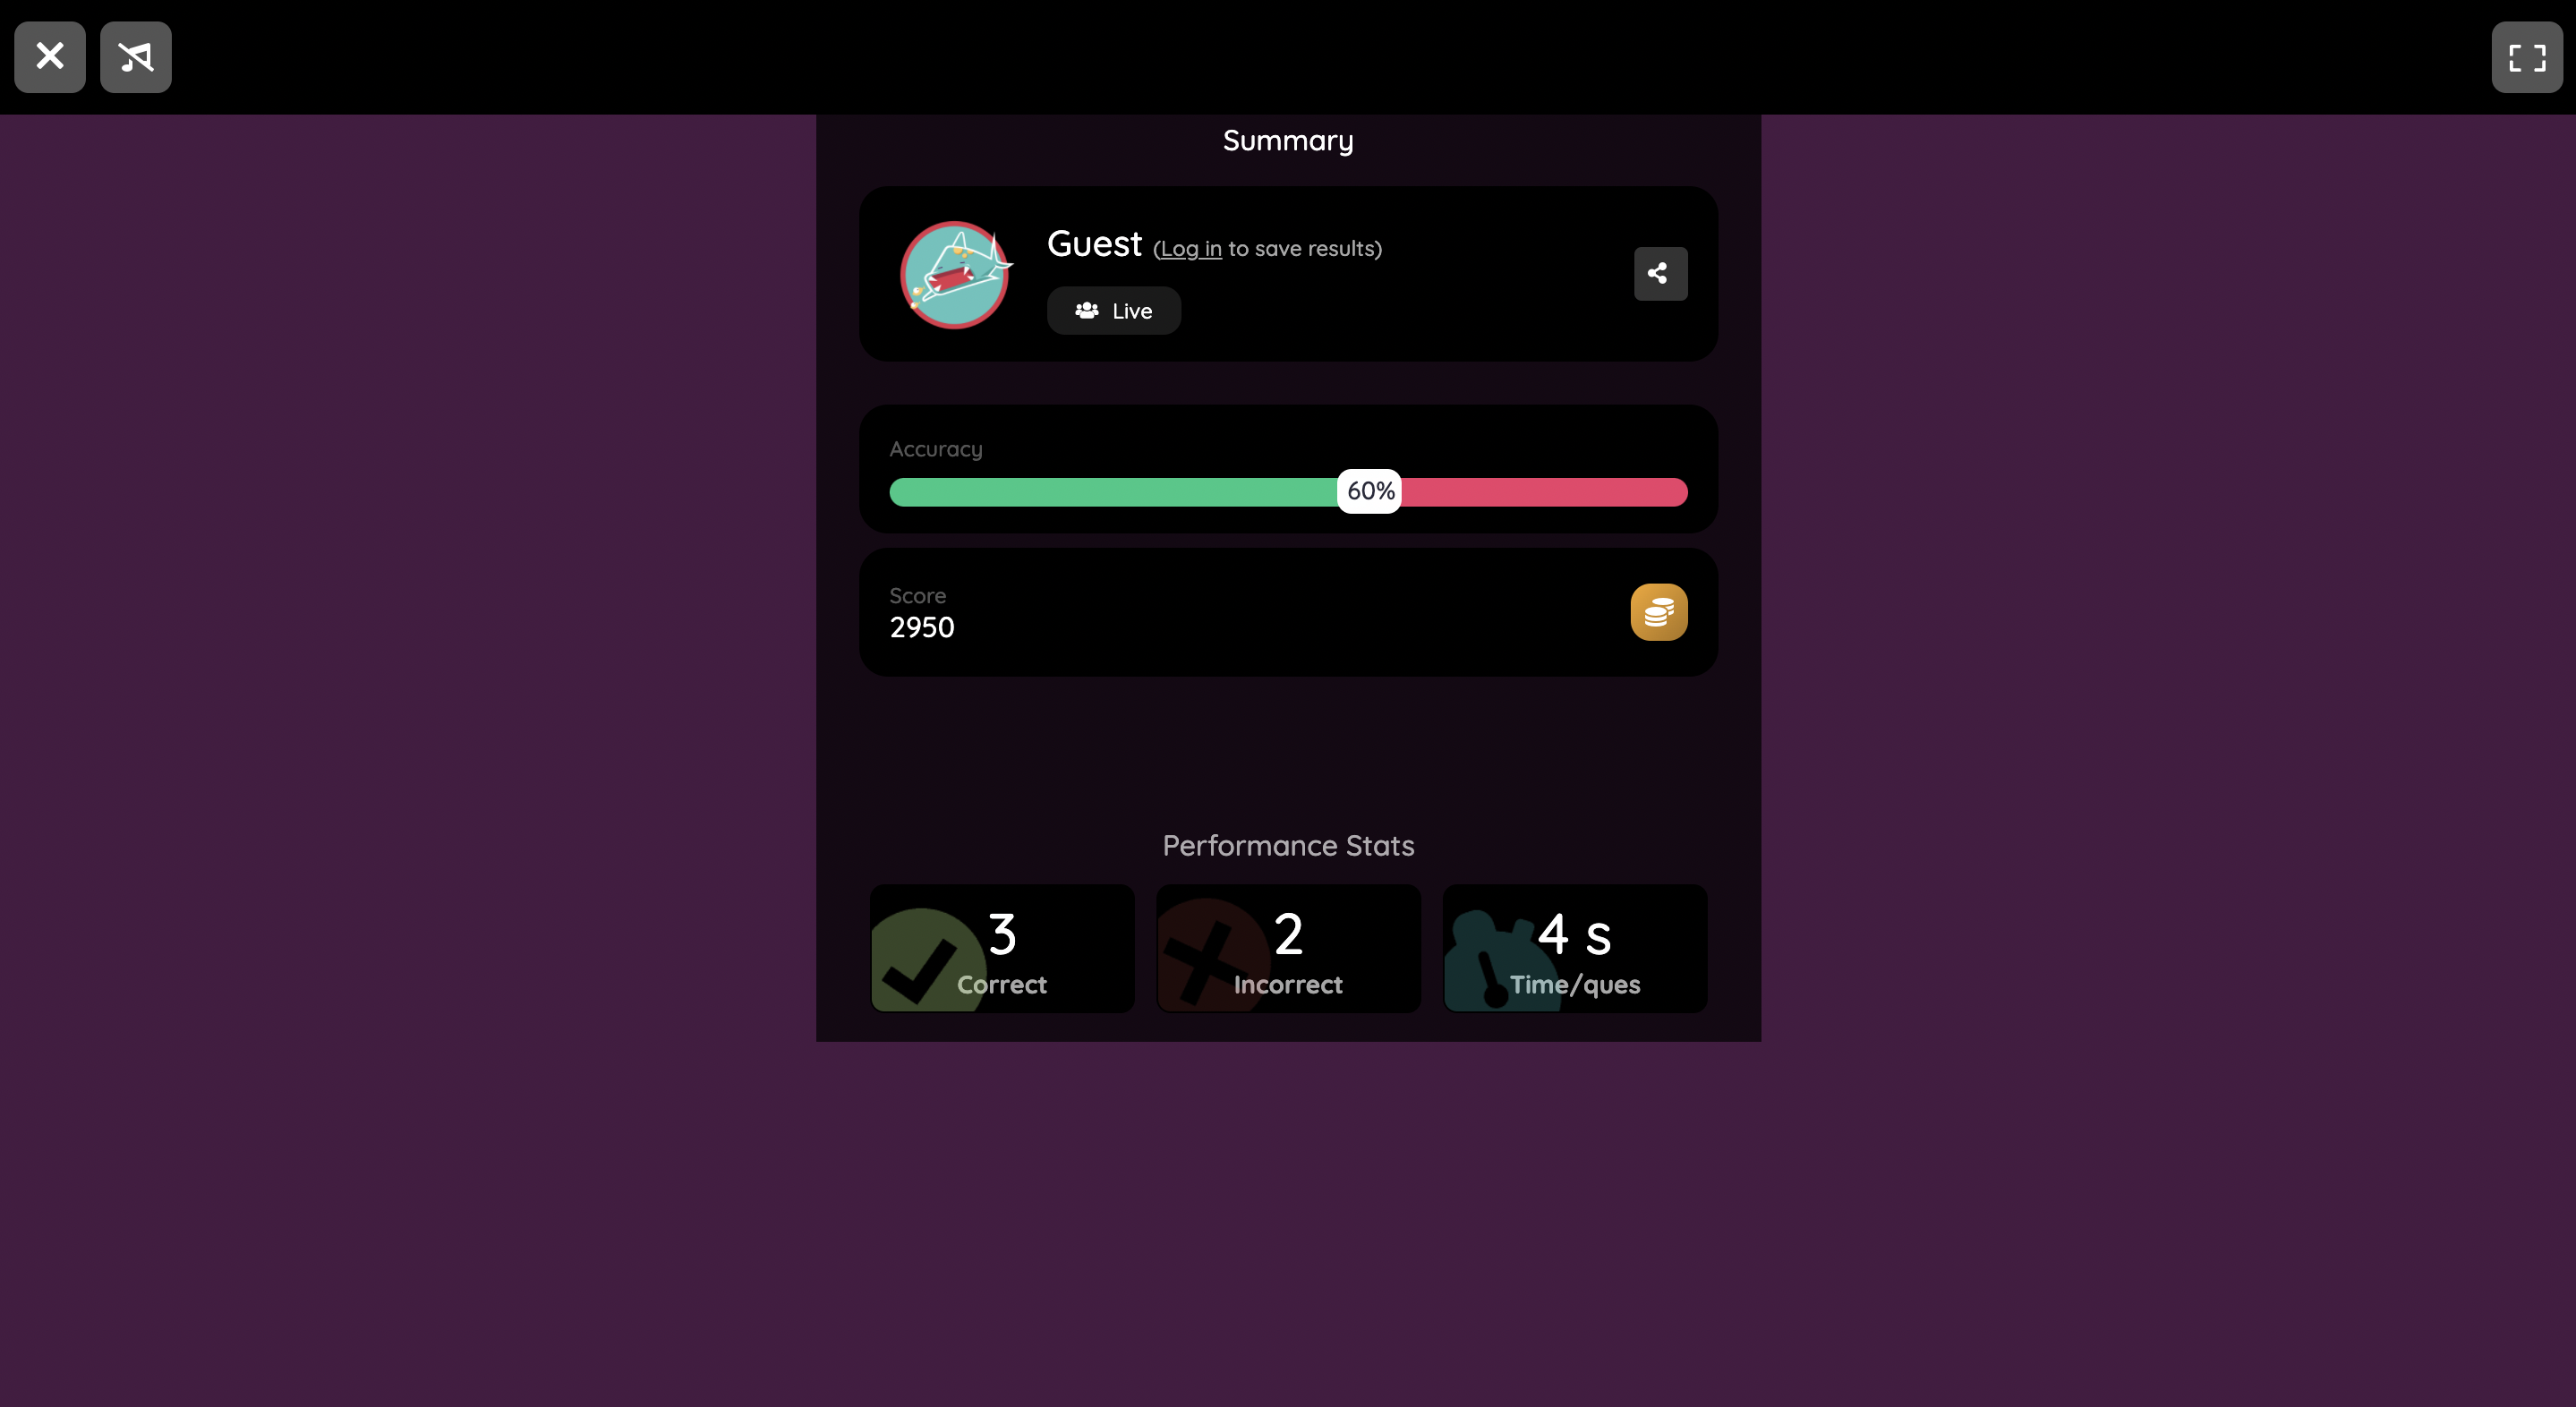 Summary
Guest (Log in to save results)
Live
Accuracy
60%
Score
2950
Performance Stats
3
Correct
2
Incorrect
4 s
Time/ques